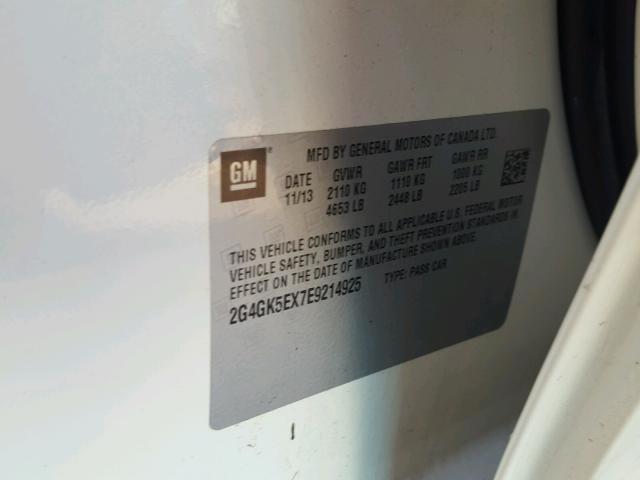 GM
MFD BY GENERAL MOTORS OF CANADA LTD.
DATE GVWR GAWR FRT GAWR RR
11/13 2110 KG 1110 KG 1000 KG
4653 LB 2448 LB 2205 LB
THIS VEHICLE CONFORMS TO ALL APPLICABLE U.S. FEDERAL MOTOR
VEHICLE SAFETY, BUMPER, AND THEFT PREVENTION STANDARDS IN
EFFECT ON THE DATE OF MANUFACTURE SHOWN ABOVE.
2G4GK5EX7E9214925 TYPE: PASS CAR